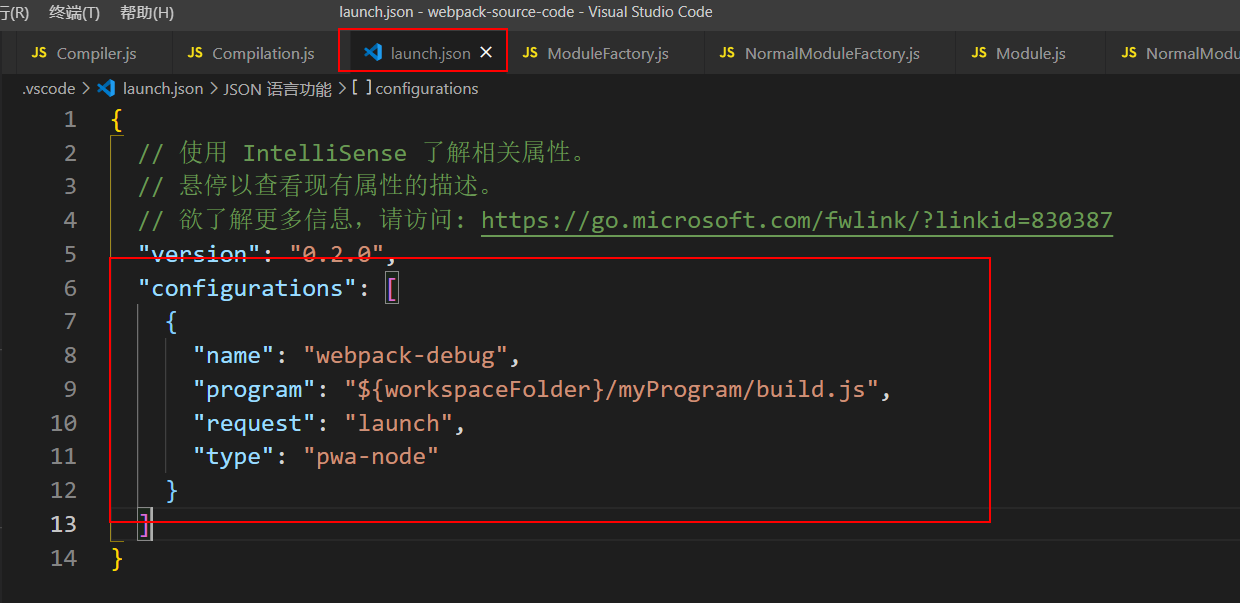 行(R) 终端(T) 帮助(H) launch.json - webpack-source-code - Visual Studio Code
JS Compiler.js JS Compilation.js launch.json × JS ModuleFactory.js JS NormalModuleFactory.js JS Module.js JS NormalModu
.vscode > launch.json > JSON 语言功能 > [ ] configurations
1 {
2 // 使用 IntelliSense 了解相关属性。
3 // 悬停以查看现有属性的描述。
4 // 欲了解更多信息，请访问: https://go.microsoft.com/fwlink/?linkid=830387
5 "version": "0.2.0",
6 "configurations": [
7 {
8 "name": "webpack-debug",
9 "program": "${workspaceFolder}/myProgram/build.js",
10 "request": "launch",
11 "type": "pwa-node"
12 }
13 ]
14 }